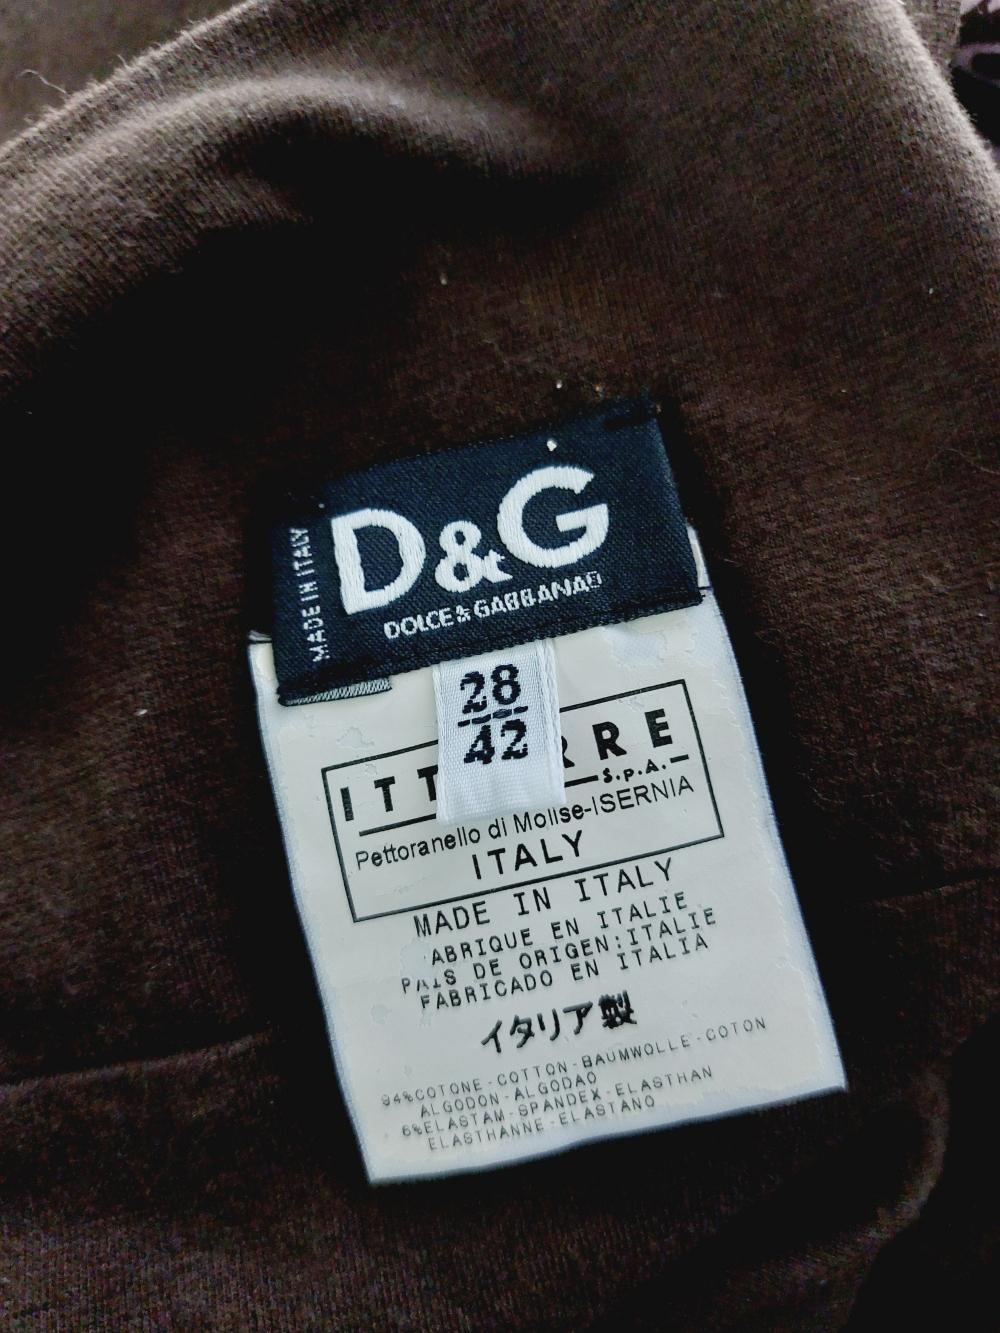 MADE IN ITALY
D&G
DOLCE & GABBANA
28
42
S.p.A.
Pettoranello di Molise-ISERNIA
ITALY
MADE IN ITALY
ABRIQUE EN ITALIE
PAIS DE ORIGEN:ITALIE
FABRICADO EN ITALIA
イタリア製
94%COTONE-COTTON-BAUMWOLLE-COTON
ALGODON-ALGODAO
6%ELASTAM-SPANDEX-ELASTHAN
ELASTHANNE-ELASTANO